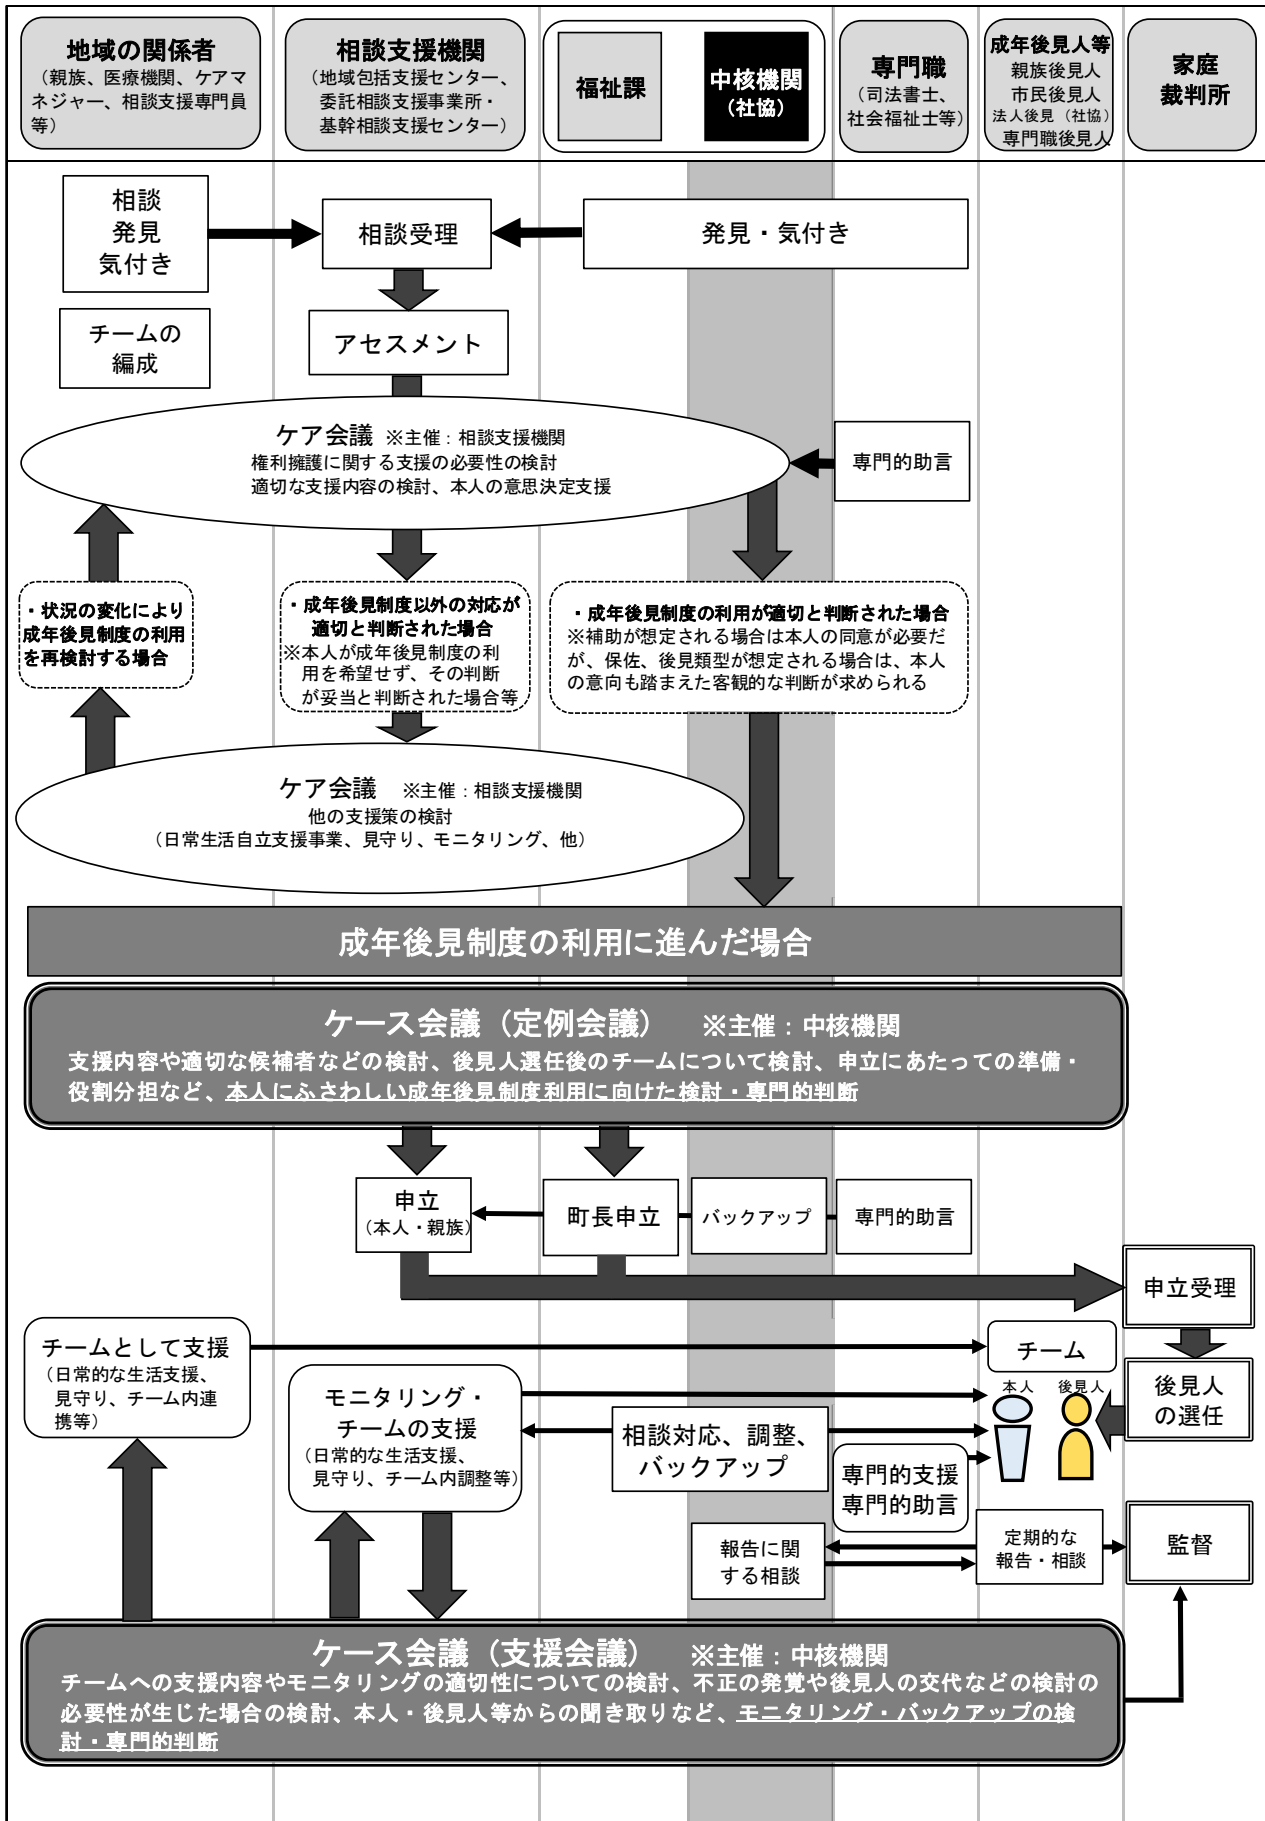 地域の関係者
（親族、医療機関、ケアマ
ネジャー、相談支援専門員
等）
相談支援機関
（地域包括支援センター、
委託相談支援事業所・
基幹相談支援センター）
福祉課
中核機関
（社協）
専門職
（司法書士、
社会福祉士等）
成年後見人等
親族後見人
市民後見人
法人後見（社協）
専門職後見人
家庭
裁判所
相談
発見
気付き
相談受理
発見・気付き
チームの
編成
アセスメント
ケア会議 ※主催：相談支援機関
権利擁護に関する支援の必要性の検討
適切な支援内容の検討、本人の意思決定支援
専門的助言
・状況の変化により
成年後見制度の利用
を再検討する場合
・成年後見制度以外の対応が
適切と判断された場合
※本人が成年後見制度の利
用を希望せず、その判断
が妥当と判断された場合等
・成年後見制度の利用が適切と判断された場合
※補助が想定される場合は本人の同意が必要だ
が、保佐、後見類型が想定される場合は、本人
の意向も踏まえた客観的な判断が求められる
ケア会議 ※主催：相談支援機関
他の支援策の検討
（日常生活自立支援事業、見守り、モニタリング、他）
成年後見制度の利用に進んだ場合
ケース会議（定例会議） ※主催：中核機関
支援内容や適切な候補者などの検討、後見人選任後のチームについて検討、申立にあたっての準備・
役割分担など、本人にふさわしい成年後見制度利用に向けた検討・専門的判断
申立
（本人・親族）
町長申立
バックアップ
専門的助言
申立受理
チームとして支援
（日常的な生活支援、
見守り、チーム内連
携等）
モニタリング・
チームの支援
（日常的な生活支援、
見守り、チーム内調整等）
相談対応、調整、
バックアップ
専門的支援
専門的助言
チーム
本人 後見人
後見人
の選任
報告に関
する相談
定期的な
報告・相談
監督
ケース会議（支援会議） ※主催：中核機関
チームへの支援内容やモニタリングの適切性についての検討、不正の発覚や後見人の交代などの検討の
必要性が生じた場合の検討、本人・後見人等からの聞き取りなど、モニタリング・バックアップの検
討・専門的判断